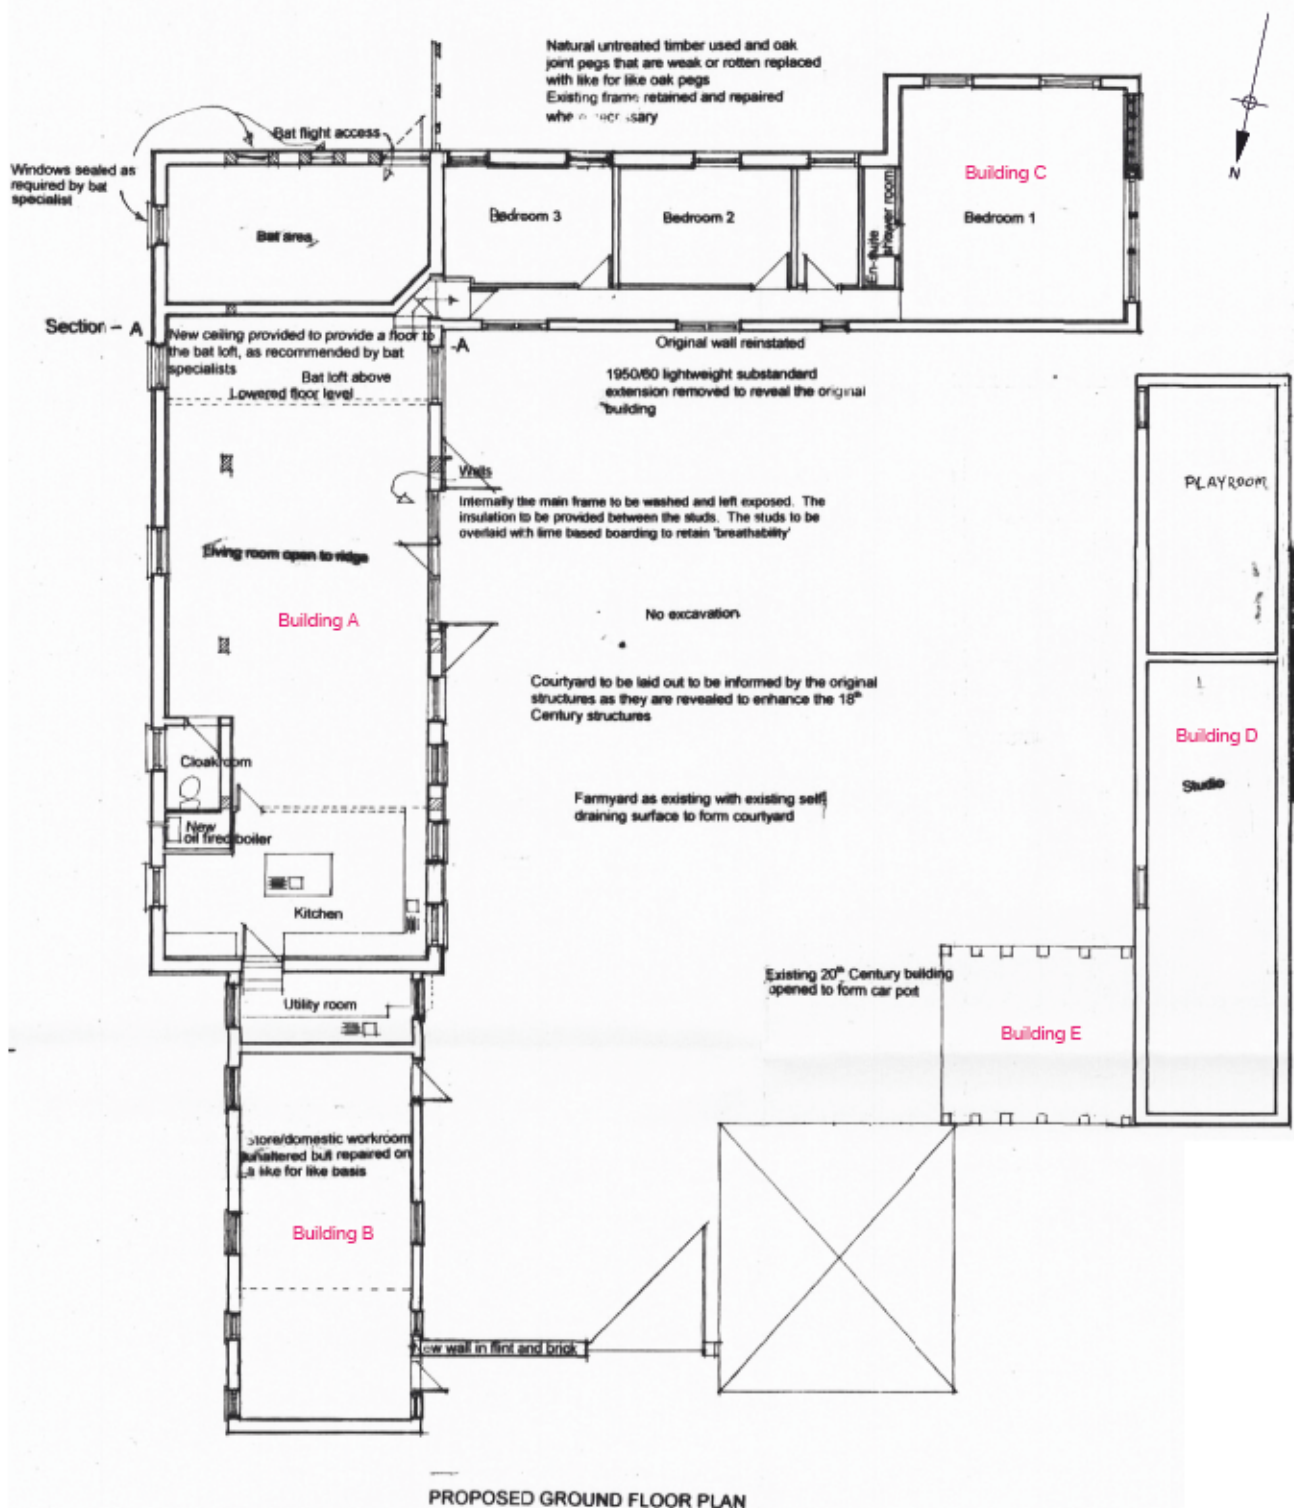 Natural untreated timber used and oak
joint pegs that are weak or rotten replaced
with like for like oak pegs
Existing frame retained and repaired
N
Bat flight access
Windows sealed as
required by bat
specialist
Building C
Bedroom 3
Bedroom 2
En-suite
shower room
Bedroom 1
Bat area
Section - A
-A
New ceiling provided to provide a floor to
the bat loft, as recommended by bat
specialists
Bat loft above
Lowered floor level
Original wall reinstated
1950/60 lightweight substandard
extension removed to reveal the original
building
Walls
Internally the main frame to be washed and left exposed. The
insulation to be provided between the studs. The studs to be
overlaid with lime based boarding to retain 'breathability'
PLAYROOM
Living room open to ridge
Building A
No excavation
Courtyard to be laid out to be informed by the original
structures as they are revealed to enhance the 18th
Century structures
Building D
Studio
Cloakroom
Farmyard as existing with existing self
draining surface to form courtyard
New
oil fired boiler
Kitchen
Existing 20th Century building
opened to form car port
Utility room
Building E
Store/domestic workroom
unaltered but repaired on
a like for like basis
Building B
New wall in flint and brick
PROPOSED GROUND FLOOR PLAN